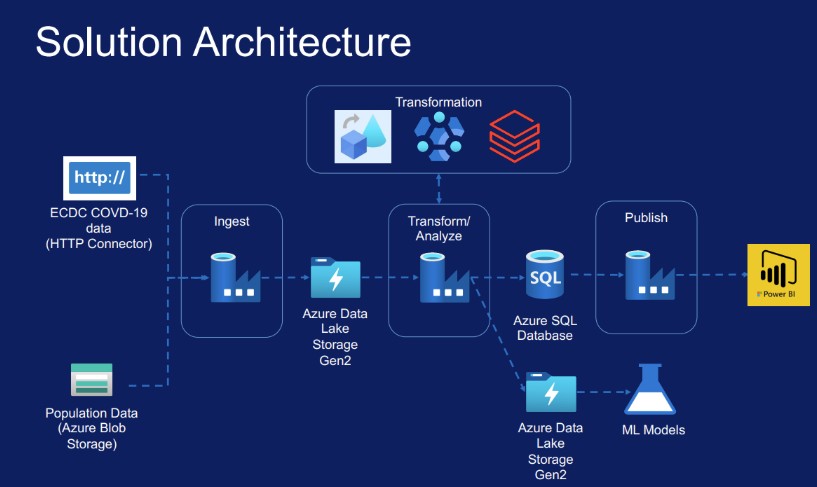 Solution Architecture
Transformation
http://
ECDC COVD-19
data
(HTTP Connector)
Ingest
Transform/
Analyze
Publish
SQL
Power BI
Azure Data
Lake
Storage
Gen2
Azure SQL
Database
Population Data
(Azure Blob
Storage)
Azure Data
Lake
Storage
Gen2
ML Models